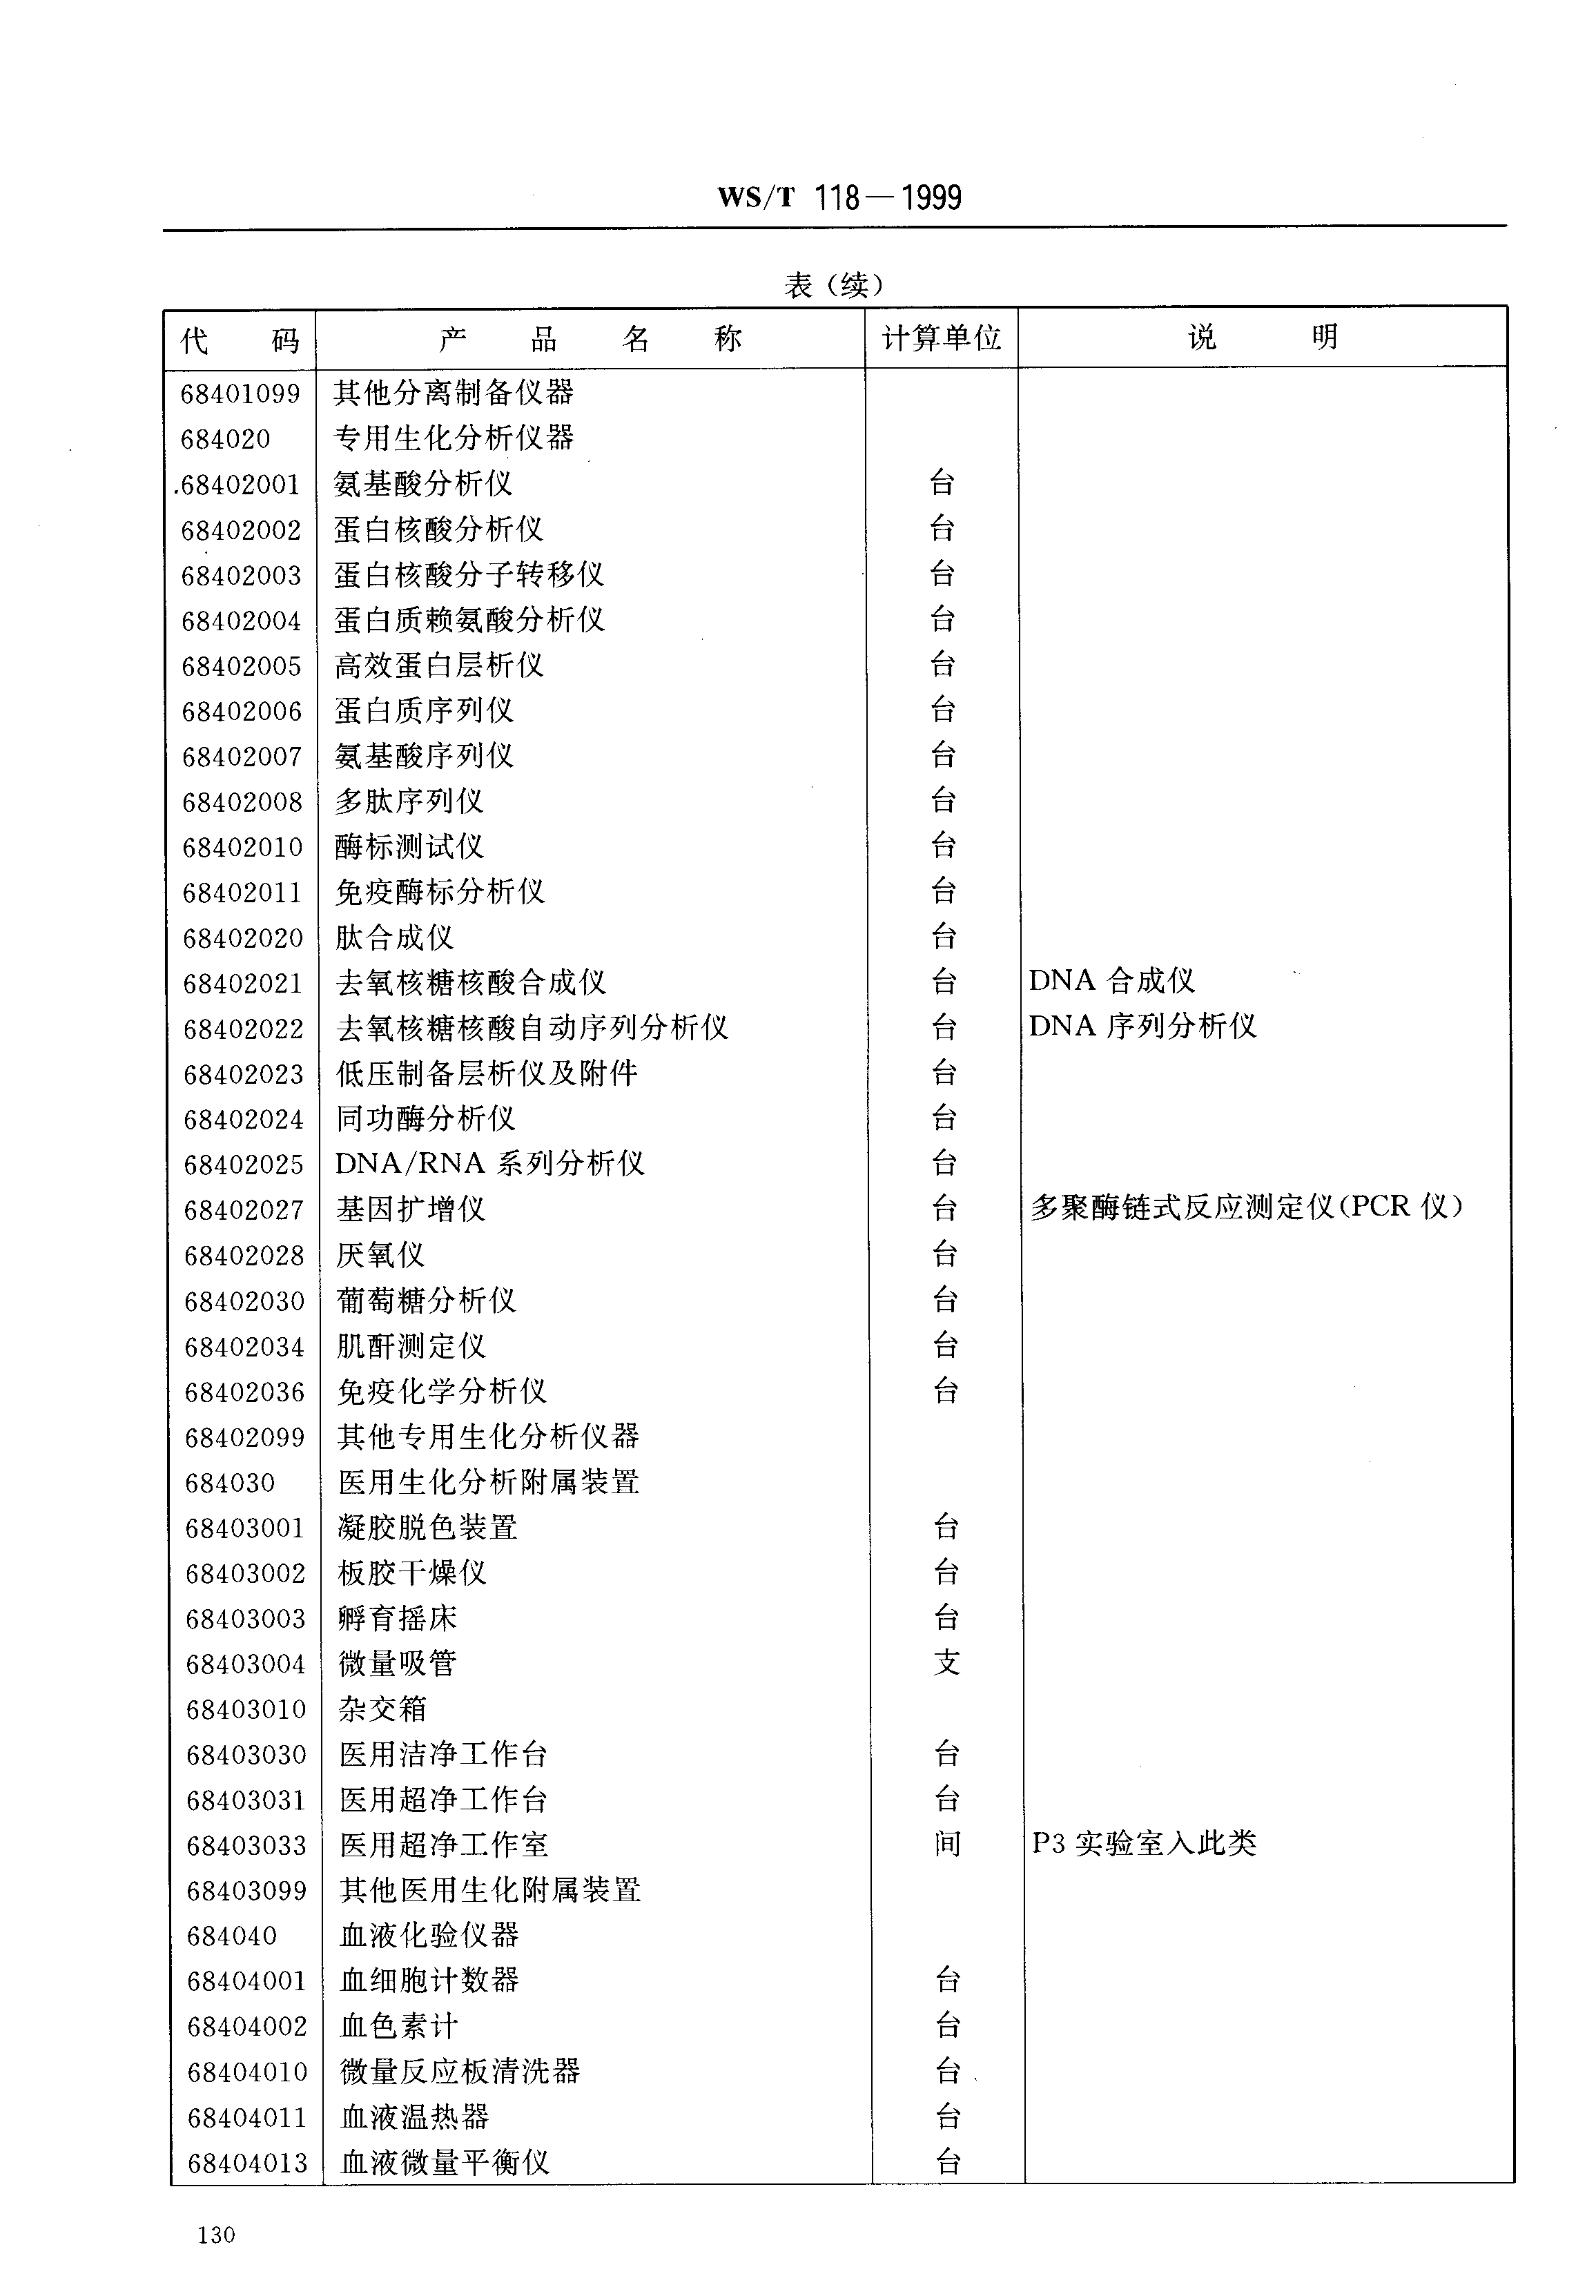 WS/T 118—1999
表（续）
代 码 产 品 名 称 计算单位 说 明
68401099 其他分离制备仪器
684020 专用生化分析仪器
68402001 氨基酸分析仪 台
68402002 蛋白核酸分析仪 台
68402003 蛋白核酸分子转移仪 台
68402004 蛋白质赖氨酸分析仪 台
68402005 高效蛋白层析仪 台
68402006 蛋白质序列仪 台
68402007 氨基酸序列仪 台
68402008 多肽序列仪 台
68402010 酶标测试仪 台
68402011 免疫酶标分析仪 台
68402020 肽合成仪 台
68402021 去氧核糖核酸合成仪 台 DNA 合成仪
68402022 去氧核糖核酸自动序列分析仪 台 DNA 序列分析仪
68402023 低压制备层析仪及附件 台
68402024 同功酶分析仪 台
68402025 DNA/RNA 系列分析仪 台
68402027 基因扩增仪 台 多聚酶链式反应测定仪(PCR 仪)
68402028 厌氧仪 台
68402030 葡萄糖分析仪 台
68402034 肌酐测定仪 台
68402036 免疫化学分析仪 台
68402099 其他专用生化分析仪器
684030 医用生化分析附属装置
68403001 凝胶脱色装置 台
68403002 板胶干燥仪 台
68403003 孵育摇床 台
68403004 微量吸管 支
68403010 杂交箱
68403030 医用洁净工作台 台
68403031 医用超净工作台 台
68403033 医用超净工作室 间 P3 实验室入此类
68403099 其他医用生化附属装置
684040 血液化验仪器
68404001 血细胞计数器 台
68404002 血色素计 台
68404010 微量反应板清洗器 台
68404011 血液温热器 台
68404013 血液微量平衡仪 台
130